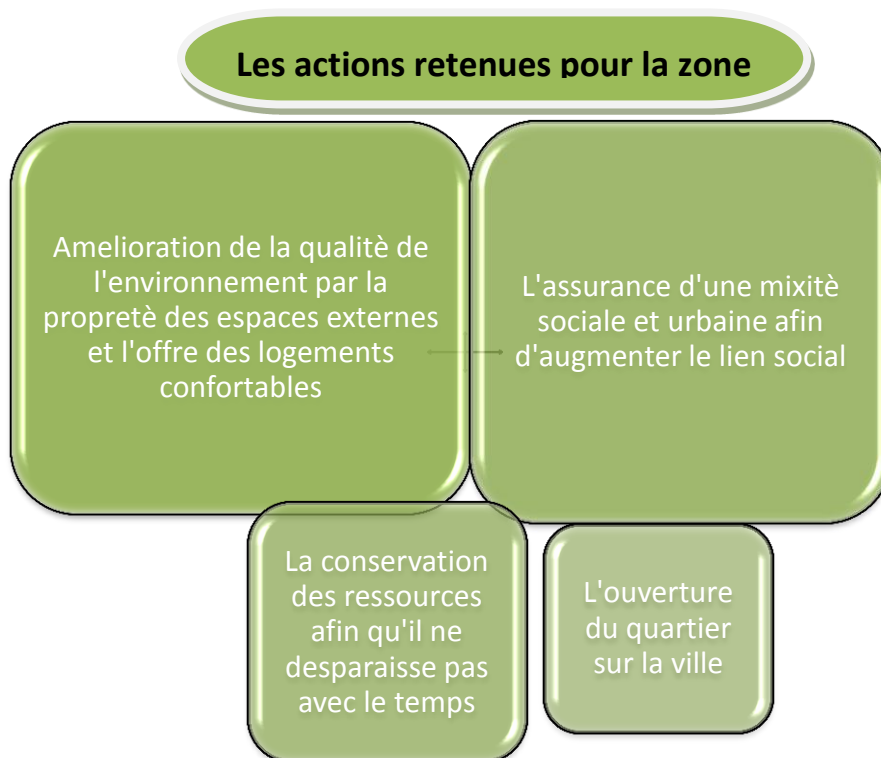 Les actions retenues pour la zone
Amelioration de la qualitè de
l'environnement par la
propretè des espaces externes
et l'offre des logements
confortables
L'assurance d'une mixitè
sociale et urbaine afin
d'augmenter le lien social
La conservation
des ressources
afin qu'il ne
desparaisse pas
avec le temps
L'ouverture
du quartier
sur la ville